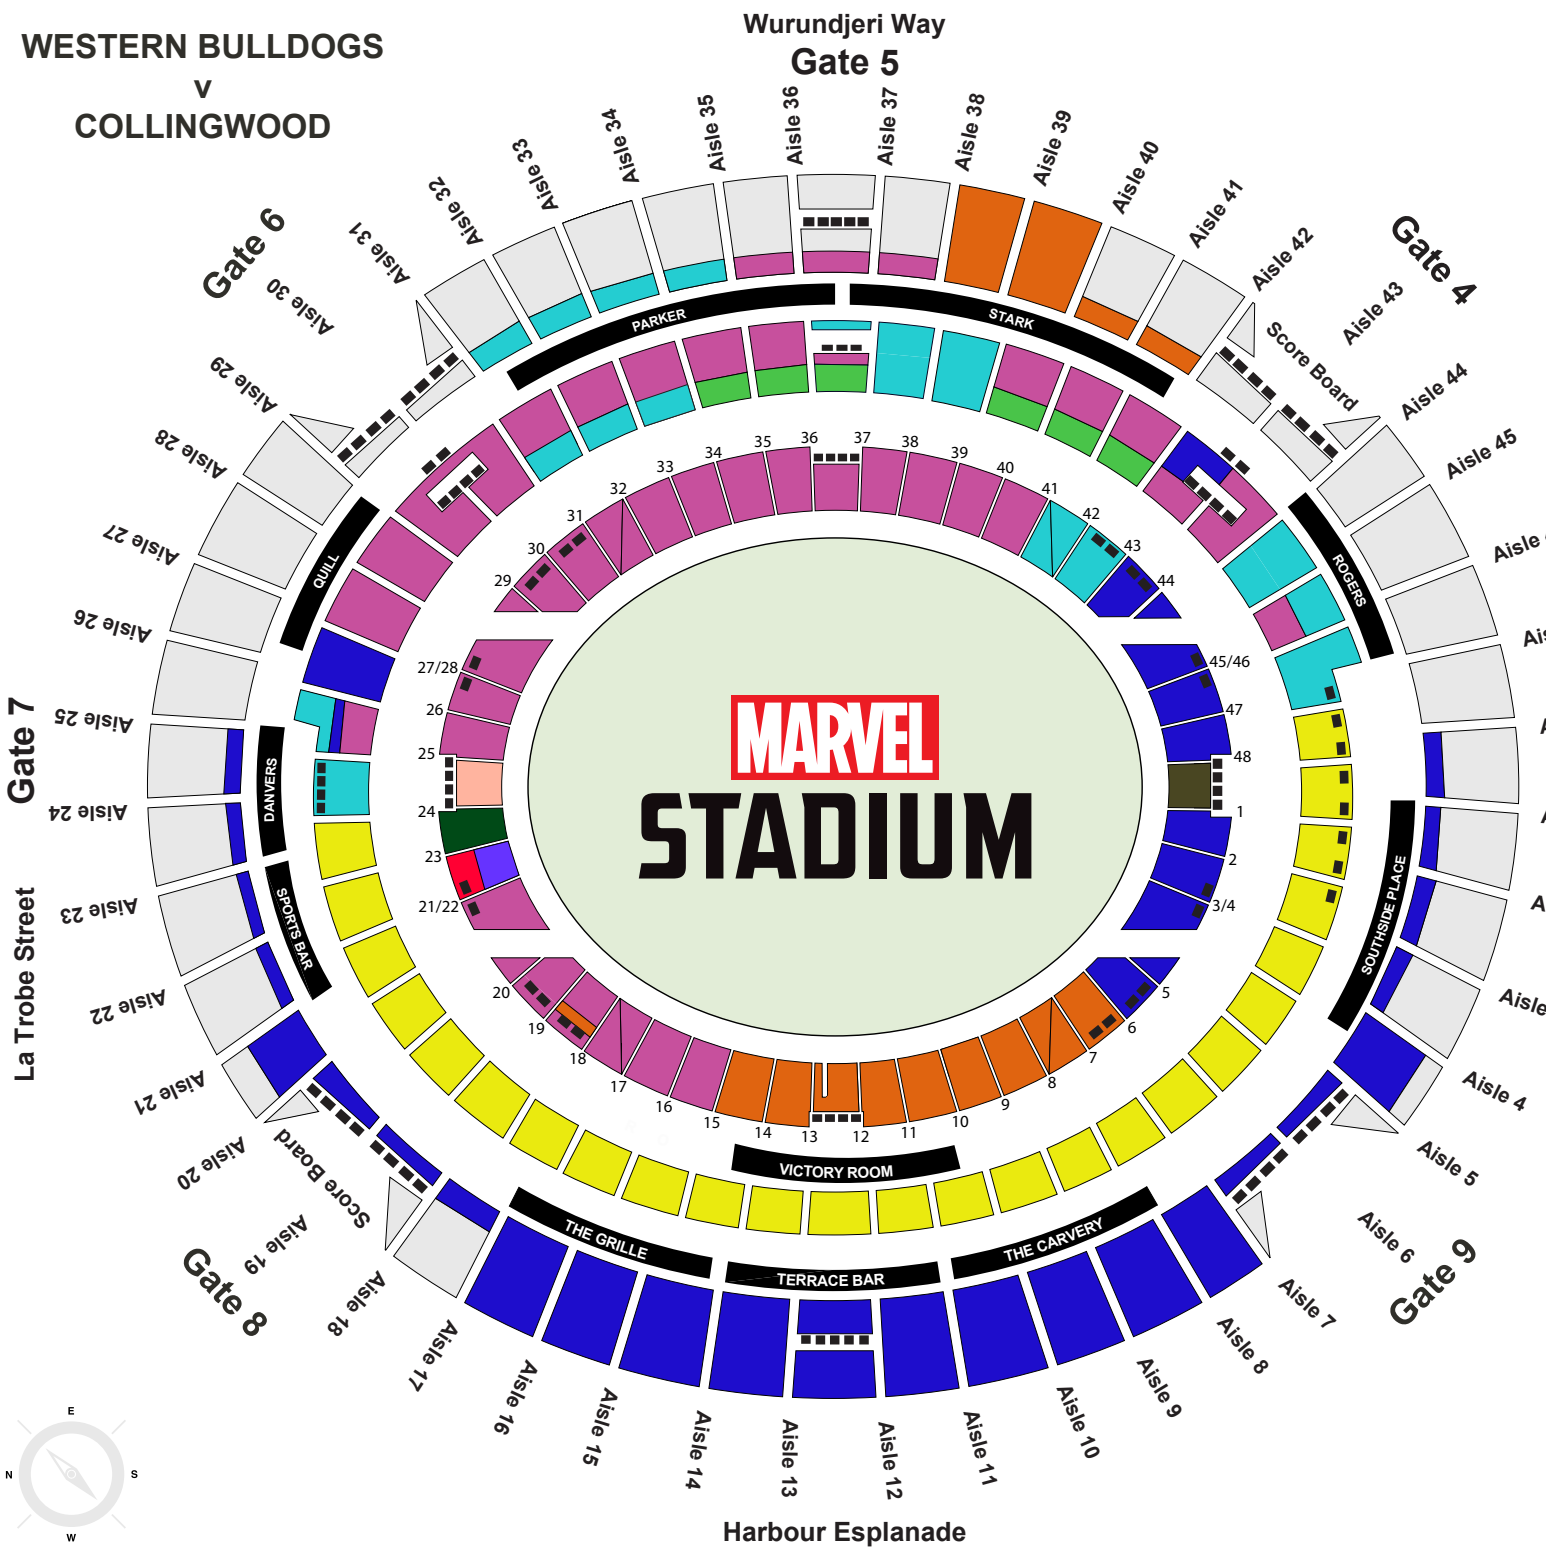 WESTERN BULLDOGS
v
COLLINGWOOD
Wurundjeri Way
Gate 5
Aisle 31
Aisle 32
Aisle 33
Aisle 34
Aisle 35
Aisle 36
Aisle 37
Aisle 38
Aisle 39
Aisle 40
Aisle 41
Aisle 42
Aisle 43
Aisle 44
Aisle 45
Gate 4
Score Board
Gate 6
Aisle 30
Aisle 29
Aisle 28
Aisle 27
Aisle 26
Aisle 25
Gate 7
Aisle 24
Aisle 23
Aisle 22
Aisle 21
Aisle 20
Aisle 19
Aisle 18
La Trobe Street
PARKER
STARK
QUILL
ROGERS
DANVERS
SPORTS BAR
SOUTHSIDE PLACE
29
30
31
32
33
34
35
36
37
38
39
40
41
42
43
44
27/28
26
25
24
23
21/22
45/46
47
48
1
2
3/4
MARVEL
STADIUM
20
19
18
17
16
15
14
13
12
11
10
9
8
7
6
5
VICTORY ROOM
THE GRILLE
TERRACE BAR
THE CARVERY
Score Board
Gate 8
Gate 9
Aisle
Aisle
Aisle 4
Aisle 5
Aisle 6
Aisle 7
Aisle 8
Aisle 9
Aisle 10
Aisle 11
Aisle 12
Aisle 13
Aisle 14
Aisle 15
Aisle 16
Aisle 17
Harbour Esplanade
E
N
S
W